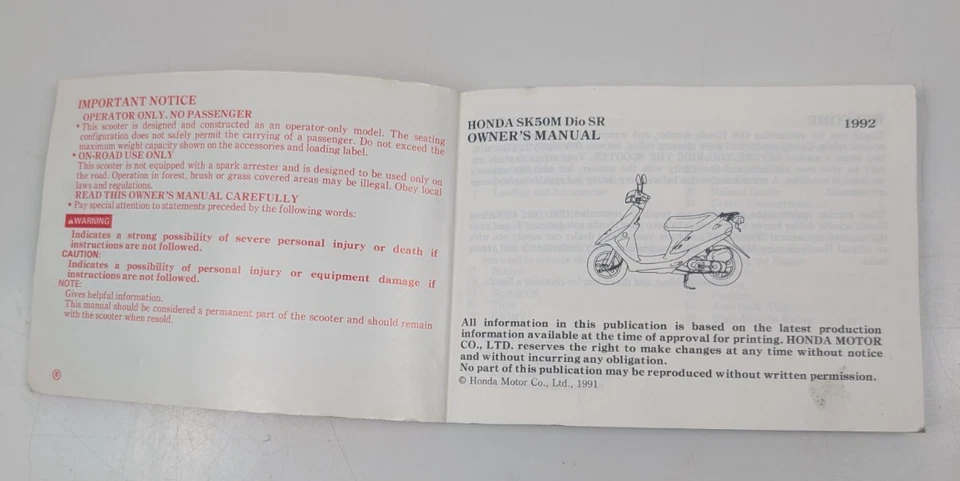 IMPORTANT NOTICE
OPERATOR ONLY. NO PASSENGER
• This scooter is designed and constructed as an operator-only model. The seating
configuration does not safely permit the carrying of a passenger. Do not exceed the
maximum weight capacity shown on the accessories and loading label.
• ON-ROAD USE ONLY
This scooter is not equipped with a spark arrester and is designed to be used only on
the road. Operation in forest, brush or grass covered areas may be illegal. Obey local
laws and regulations.
READ THIS OWNER'S MANUAL CAREFULLY
• Pay special attention to statements preceded by the following words:
⚠WARNING
Indicates a strong possibility of severe personal injury or death if
instructions are not followed.
CAUTION:
Indicates a possibility of personal injury or equipment damage if
instructions are not followed.
NOTE:
Gives helpful information.
This manual should be considered a permanent part of the scooter and should remain
with the scooter when resold.
HONDA SK50M Dio SR
OWNER'S MANUAL
1992
All information in this publication is based on the latest production
information available at the time of approval for printing. HONDA MOTOR
CO., LTD. reserves the right to make changes at any time without notice
and without incurring any obligation.
No part of this publication may be reproduced without written permission.
© Honda Motor Co., Ltd., 1991